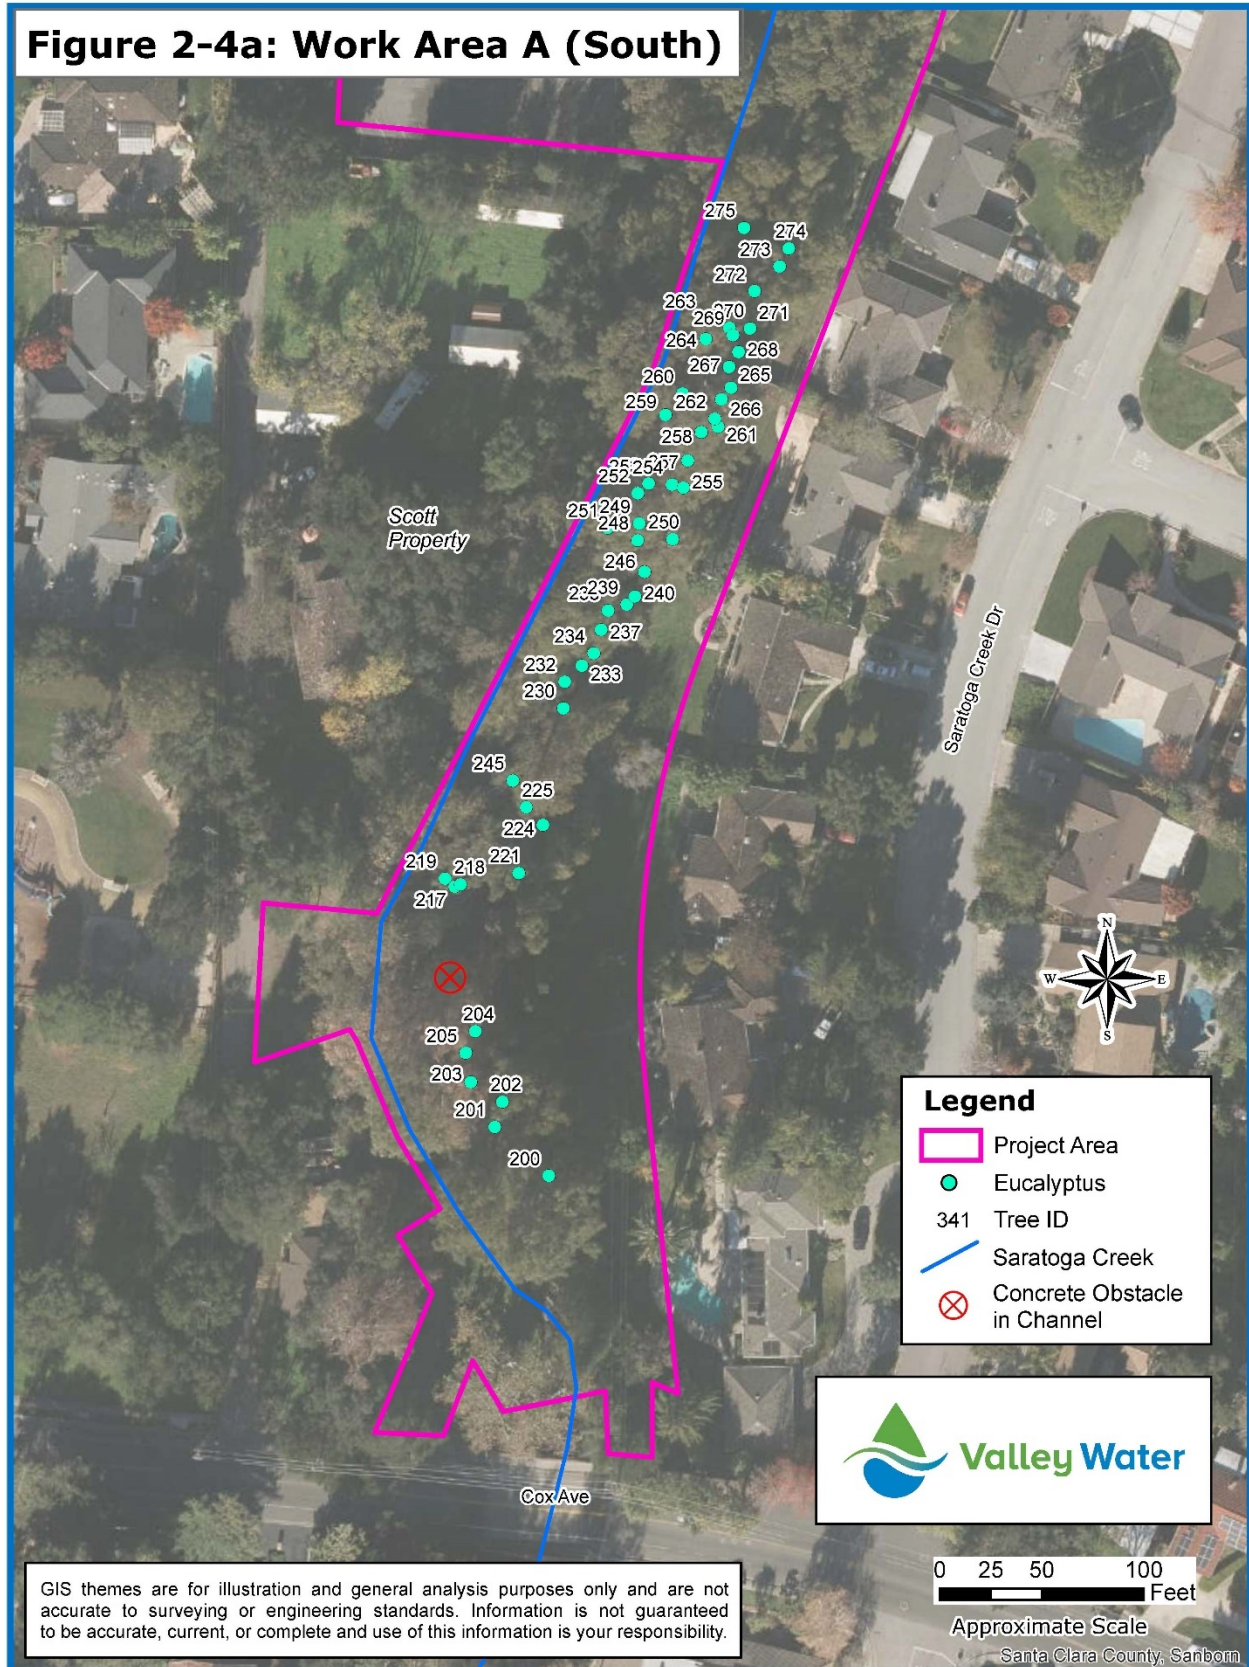 Figure 2-4a: Work Area A (South)
275
274
273
272
263
271
269
264
268
267
260
265
262
259
266
258
261
254
252
255
249
251
248
250
246
239
240
237
234
232
233
230
245
225
224
221
219
218
217
204
205
203
202
201
200
Scott
Property
Saratoga Creek Dr
N
W
E
S
Legend
Project Area
Eucalyptus
341 Tree ID
Saratoga Creek
Concrete Obstacle
in Channel
Valley Water
Cox Ave
GIS themes are for illustration and general analysis purposes only and are not
accurate to surveying or engineering standards. Information is not guaranteed
to be accurate, current, or complete and use of this information is your responsibility.
0 25 50 100
Feet
Approximate Scale
Santa Clara County, Sanborn